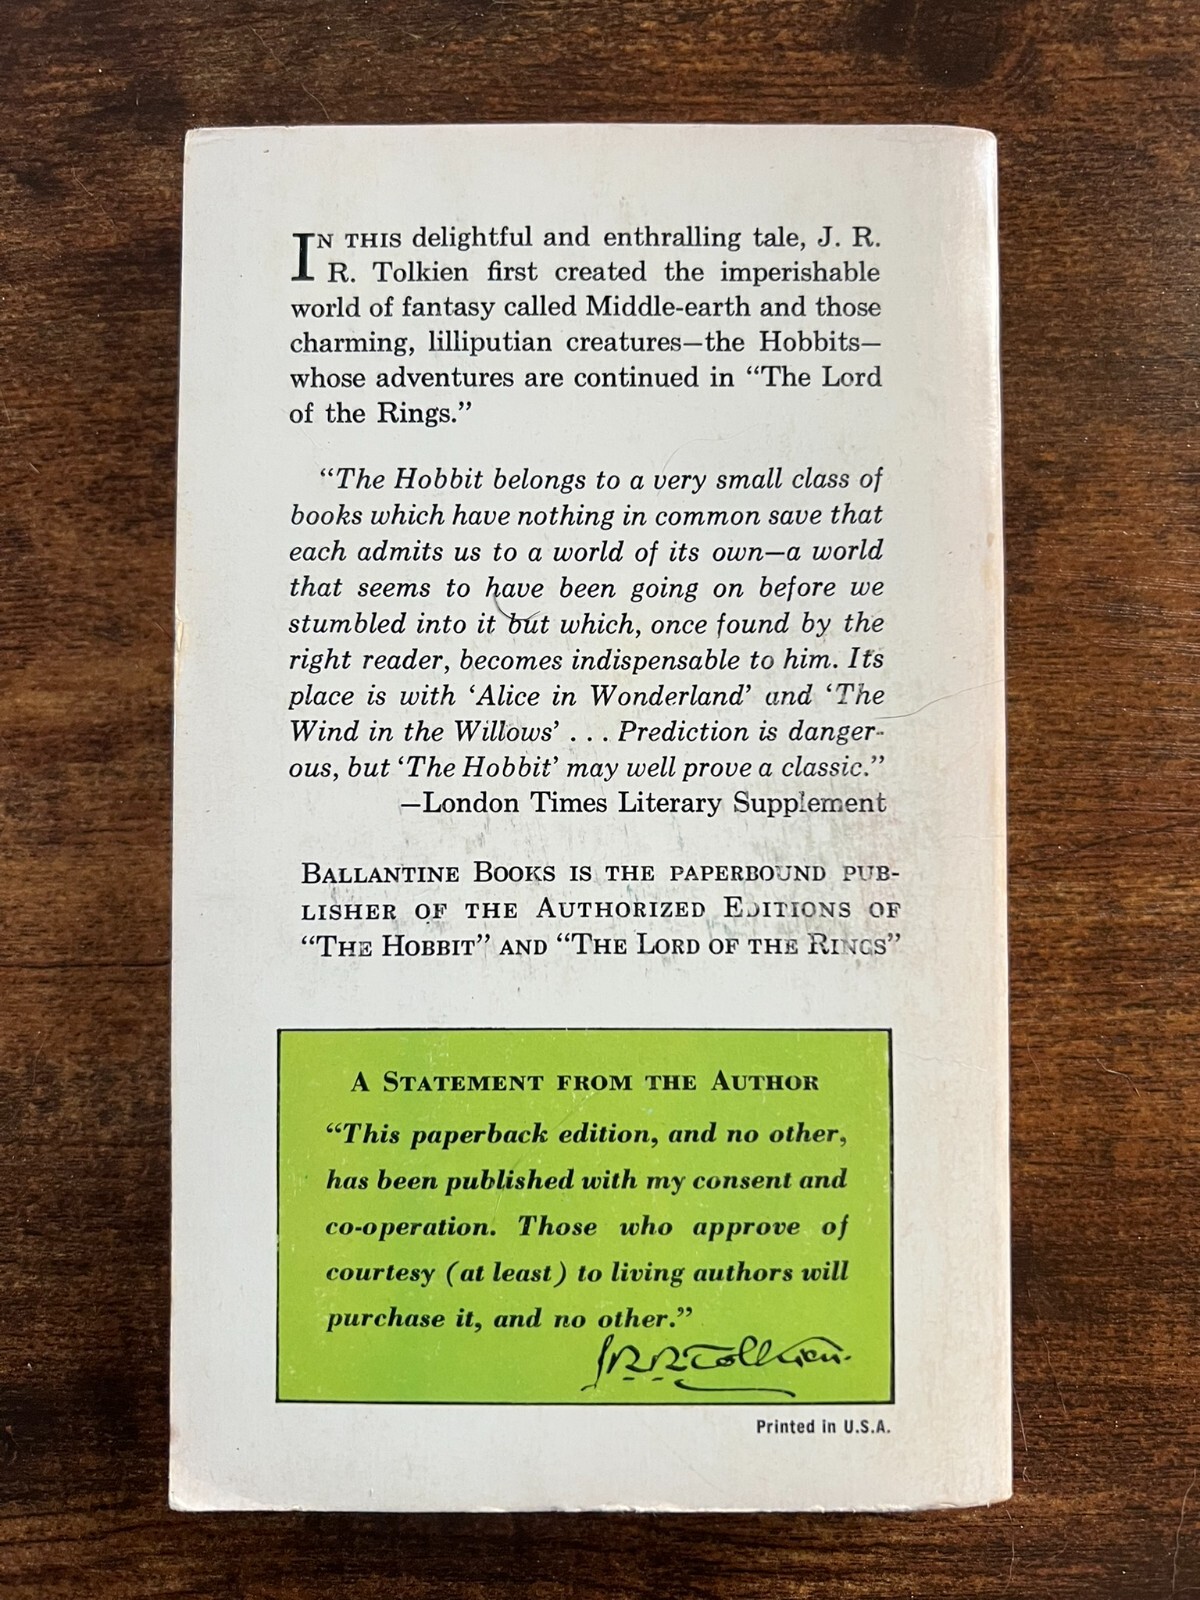 IN THIS delightful and enthralling tale, J. R.
R. Tolkien first created the imperishable
world of fantasy called Middle-earth and those
charming, lilliputian creatures—the Hobbits—
whose adventures are continued in “The Lord
of the Rings.”
“The Hobbit belongs to a very small class of
books which have nothing in common save that
each admits us to a world of its own—a world
that seems to have been going on before we
stumbled into it but which, once found by the
right reader, becomes indispensable to him. Its
place is with ‘Alice in Wonderland’ and ‘The
Wind in the Willows’ . . . Prediction is danger-
ous, but ‘The Hobbit’ may well prove a classic.”
—London Times Literary Supplement
BALLANTINE BOOKS IS THE PAPERBOUND PUB-
LISHER OF THE AUTHORIZED EDITIONS OF
“THE HOBBIT” AND “THE LORD OF THE RINGS”
A STATEMENT FROM THE AUTHOR
“This paperback edition, and no other,
has been published with my consent and
co-operation. Those who approve of
courtesy (at least) to living authors will
purchase it, and no other.”
J.R.R. Tolkien.
Printed in U.S.A.